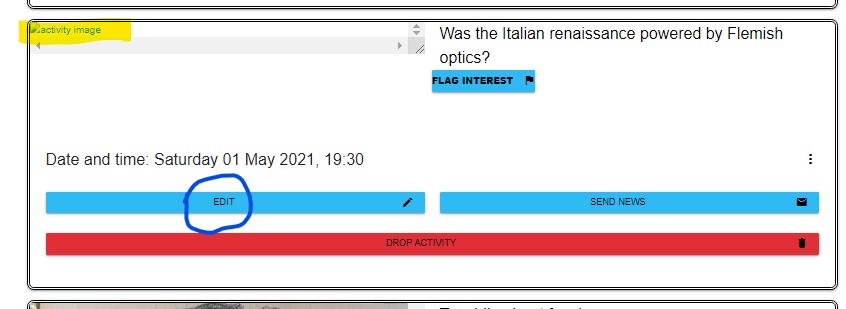 activity image
Was the Italian renaissance powered by Flemish
optics?
FLAG INTEREST
Date and time: Saturday 01 May 2021, 19:30
EDIT
SEND NEWS
DROP ACTIVITY